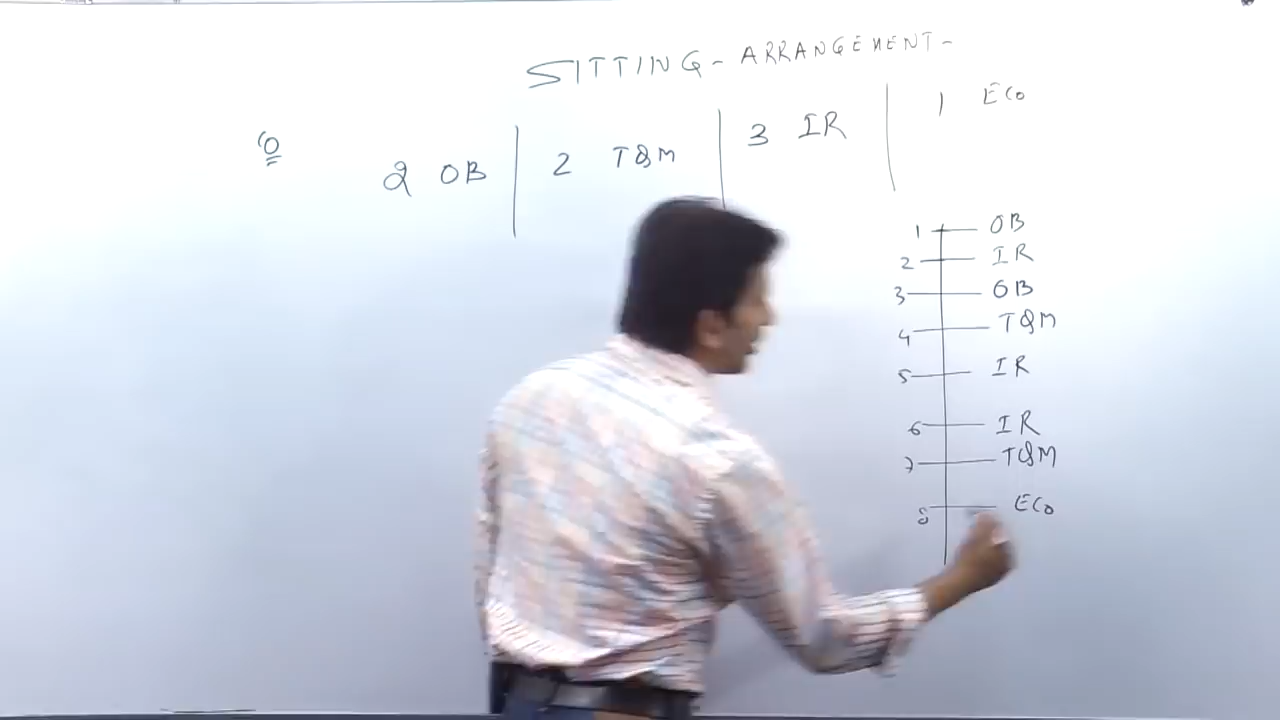 SITTING - ARRANGEMENT -
Q 2 OB 2 T&M 3 IR 1 ECO
1 OB
2 IR
3 OB
4 T&M
5 IR
6 IR
7 T&M
8 ECO